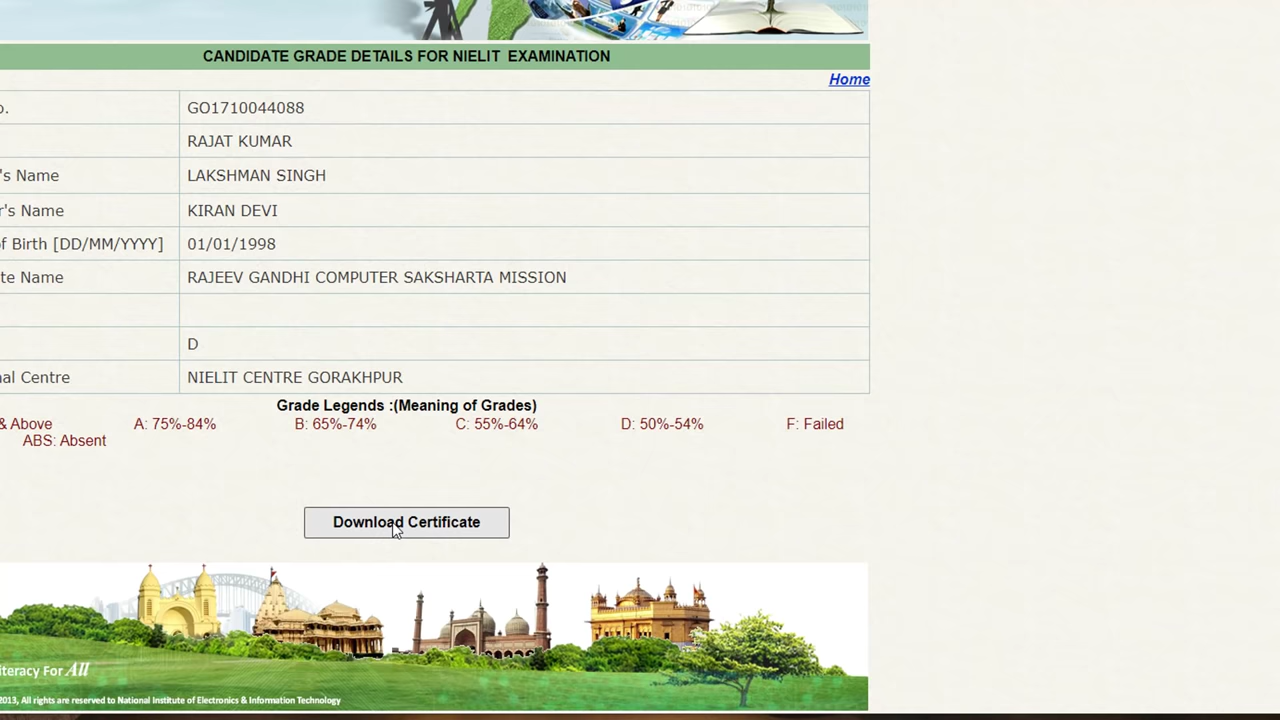 CANDIDATE GRADE DETAILS FOR NIELIT EXAMINATION
Home
o. GO1710044088
RAJAT KUMAR
's Name LAKSHMAN SINGH
r's Name KIRAN DEVI
of Birth [DD/MM/YYYY] 01/01/1998
te Name RAJEEV GANDHI COMPUTER SAKSHARTA MISSION
D
nal Centre NIELIT CENTRE GORAKHPUR
Grade Legends :(Meaning of Grades)
& Above A: 75%-84% B: 65%-74% C: 55%-64% D: 50%-54% F: Failed
ABS: Absent
Download Certificate
iteracy For All
2013, All rights are reserved to National Institute of Electronics & Information Technology